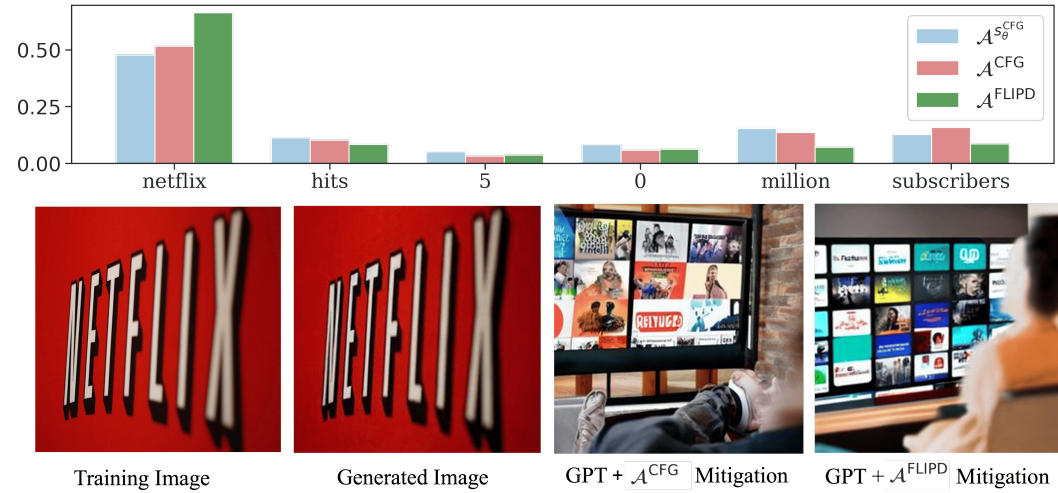 0.50
0.25
0.00
𝒜^{s_θ^{CFG}}
𝒜^{CFG}
𝒜^{FLIPD}
netflix hits 5 0 million subscribers
NETFLIX
NETFLIX
RELYUGO
Training Image
Generated Image
GPT + 𝒜^{CFG} Mitigation
GPT + 𝒜^{FLIPD} Mitigation